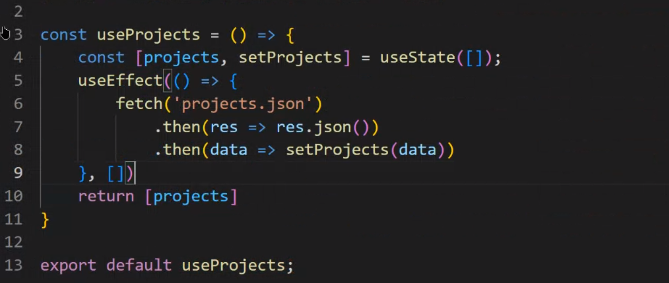 2
3 const useProjects = () => {
4 const [projects, setProjects] = useState([]);
5 useEffect(() => {
6 fetch('projects.json')
7 .then(res => res.json())
8 .then(data => setProjects(data))
9 }, [])
10 return [projects]
11 }
12
13 export default useProjects;